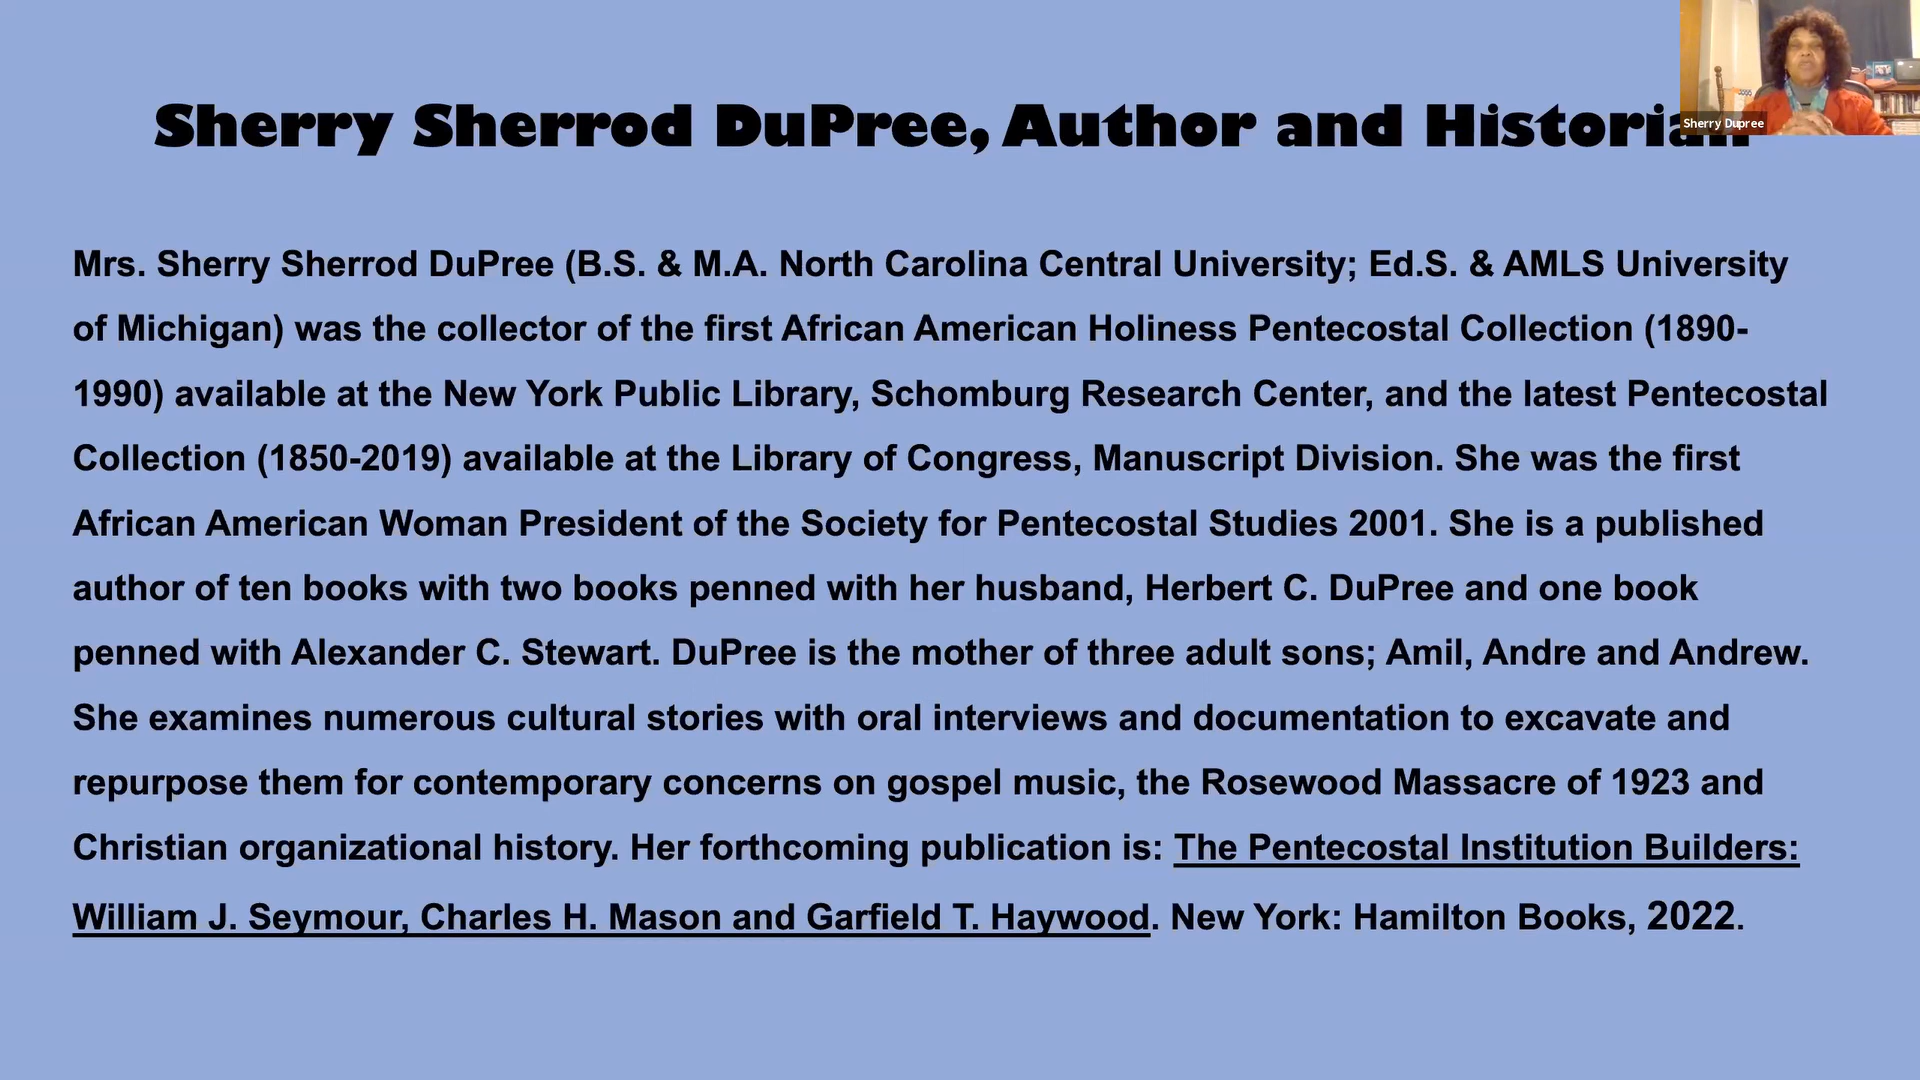 Sherry Sherrod DuPree, Author and Historian
Sherry Dupree
Mrs. Sherry Sherrod DuPree (B.S. & M.A. North Carolina Central University; Ed.S. & AMLS University
of Michigan) was the collector of the first African American Holiness Pentecostal Collection (1890-
1990) available at the New York Public Library, Schomburg Research Center, and the latest Pentecostal
Collection (1850-2019) available at the Library of Congress, Manuscript Division. She was the first
African American Woman President of the Society for Pentecostal Studies 2001. She is a published
author of ten books with two books penned with her husband, Herbert C. DuPree and one book
penned with Alexander C. Stewart. DuPree is the mother of three adult sons; Amil, Andre and Andrew.
She examines numerous cultural stories with oral interviews and documentation to excavate and
repurpose them for contemporary concerns on gospel music, the Rosewood Massacre of 1923 and
Christian organizational history. Her forthcoming publication is: The Pentecostal Institution Builders:
William J. Seymour, Charles H. Mason and Garfield T. Haywood. New York: Hamilton Books, 2022.